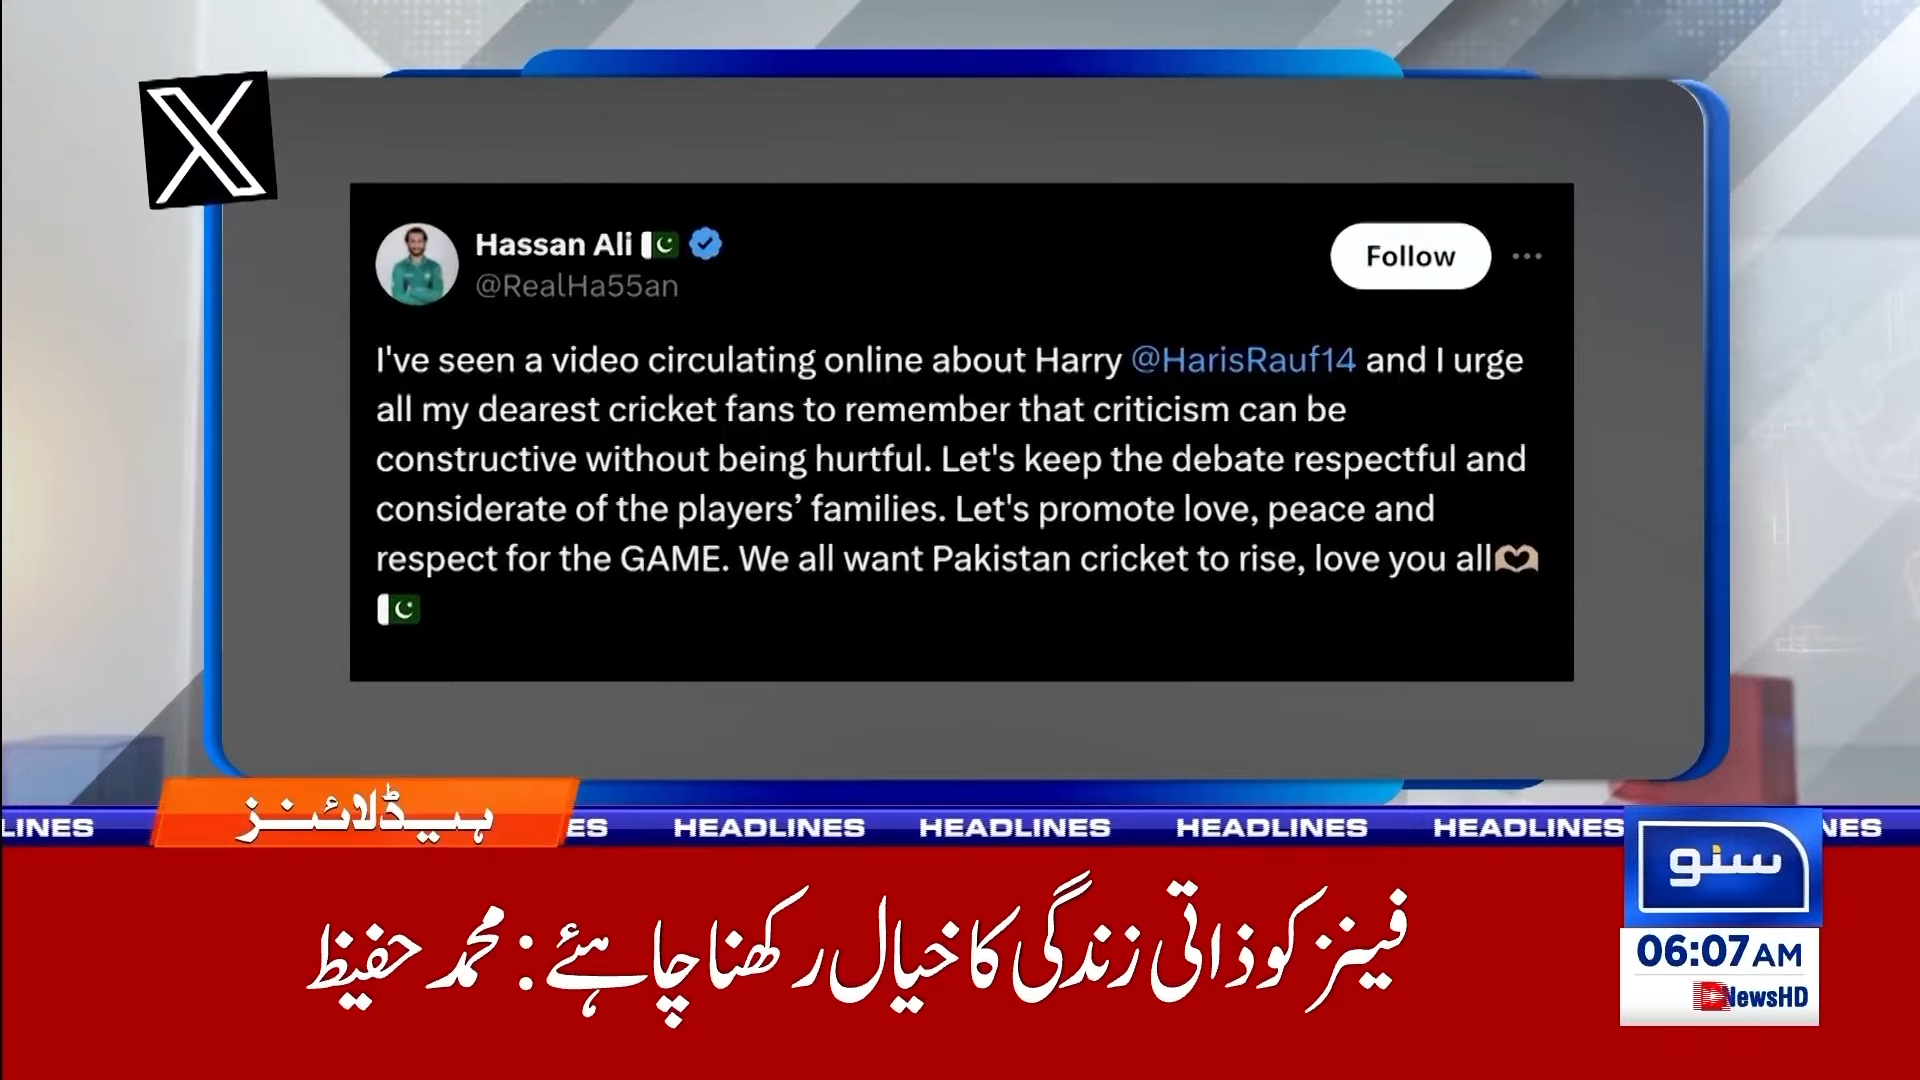 X
Hassan Ali 🇵🇰
@RealHa55an
Follow
I've seen a video circulating online about Harry @HarisRauf14 and I urge
all my dearest cricket fans to remember that criticism can be
constructive without being hurtful. Let's keep the debate respectful and
considerate of the players’ families. Let's promote love, peace and
respect for the GAME. We all want Pakistan cricket to rise, love you all🫶🏼
🇵🇰
ہیڈلائنز
LINES ES HEADLINES HEADLINES HEADLINES HEADLINES NES
سنو
فینز کو ذاتی زندگی کا خیال رکھنا چاہئے : محمد حفیظ
06:07 AM
NewsHD